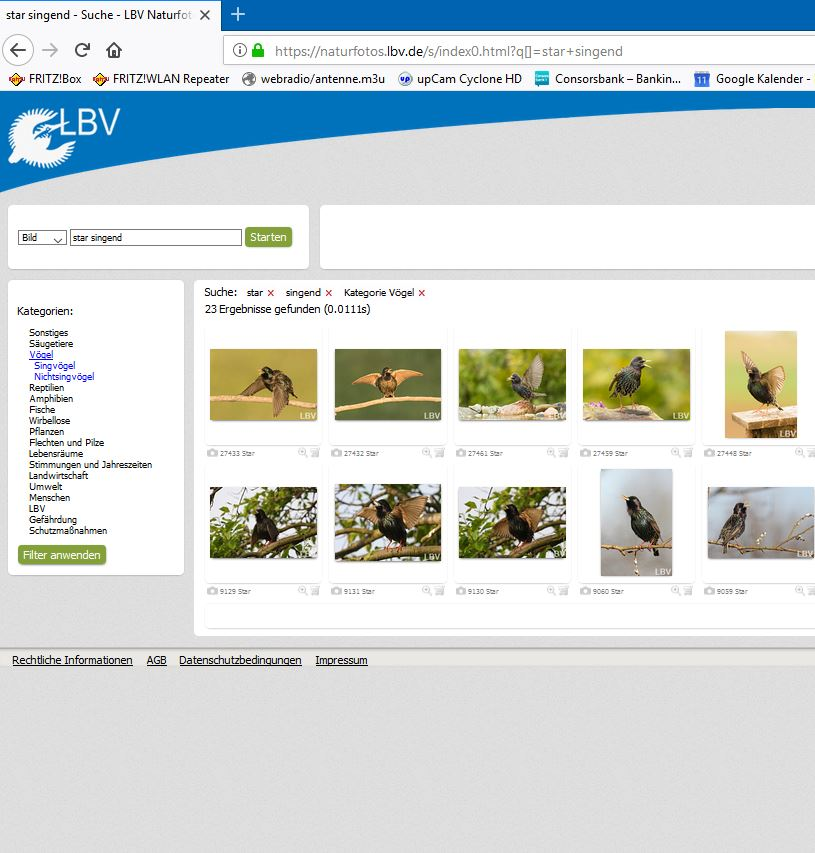 star singend - Suche - LBV Naturfot
https://naturfotos.lbv.de/s/index0.html?q[]=star+singend
FRITZ!Box FRITZ!WLAN Repeater webradio/antenne.m3u upCam Cyclone HD Consorsbank – Bankin... Google Kalender -
LBV
Bild star singend Starten
Kategorien:
Sonstiges
Säugetiere
Vögel
Singvögel
Nichtsingvögel
Reptilien
Amphibien
Fische
Wirbellose
Pflanzen
Flechten und Pilze
Lebensräume
Stimmungen und Jahreszeiten
Landwirtschaft
Umwelt
Menschen
LBV
Gefährdung
Schutzmaßnahmen
Filter anwenden
Suche: star × singend × Kategorie Vögel ×
23 Ergebnisse gefunden (0.0111s)
LBV LBV LBV LBV LBV
27433 Star 27432 Star 27461 Star 27459 Star 27448 Star
LBV LBV LBV LBV LBV
9129 Star 9131 Star 9130 Star 9060 Star 9059 Star
Rechtliche Informationen AGB Datenschutzbedingungen Impressum